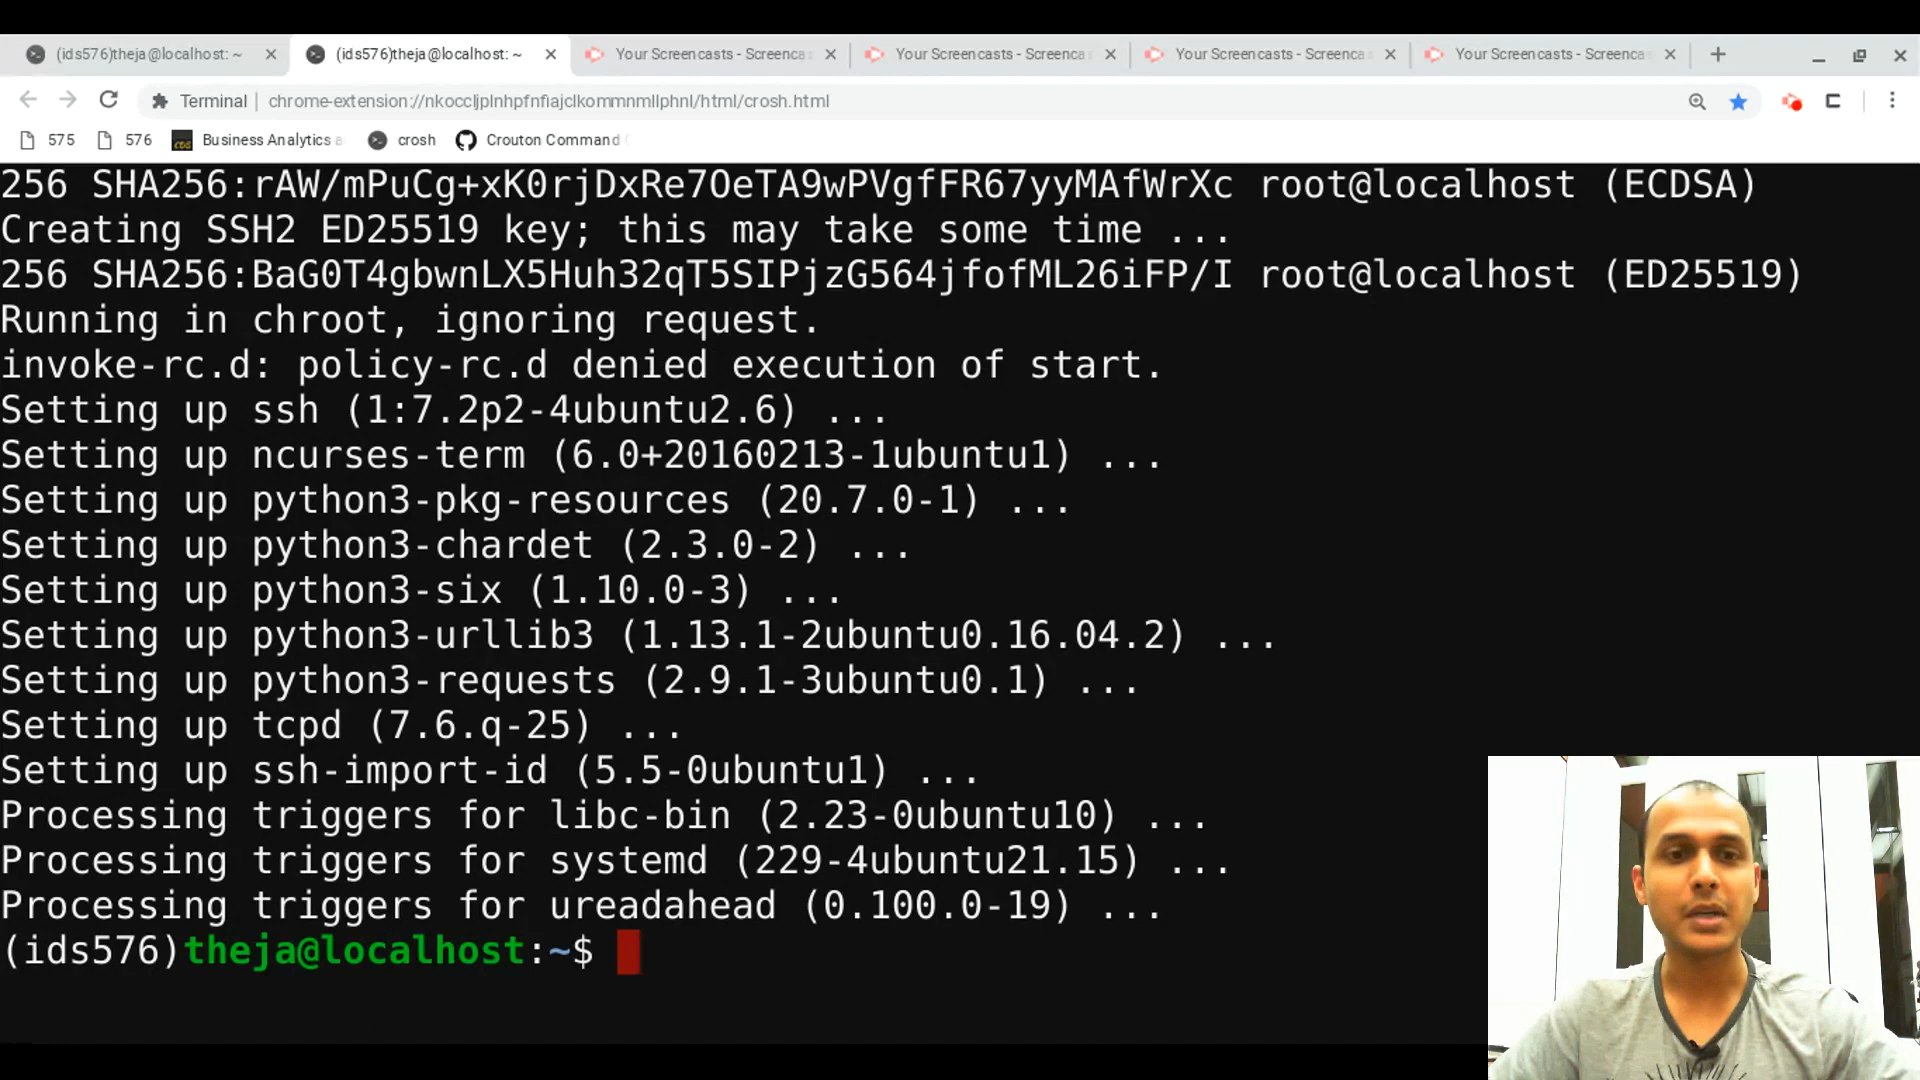 (ids576)theja@localhost: ~
(ids576)theja@localhost: ~
Your Screencasts - Screenca
Your Screencasts - Screenca
Your Screencasts - Screenca
Your Screencasts - Screenca
Terminal | chrome-extension://nkoccljplnhpfnfiajclkommnmllphnl/html/crosh.html
575 576 Business Analytics a crosh Crouton Command
256 SHA256:rAW/mPuCg+xK0rjDxRe7OeTA9wPVgfFR67yyMAfWrXc root@localhost (ECDSA)
Creating SSH2 ED25519 key; this may take some time ...
256 SHA256:BaG0T4gbwnLX5Huh32qT5SIPjzG564jfofML26iFP/I root@localhost (ED25519)
Running in chroot, ignoring request.
invoke-rc.d: policy-rc.d denied execution of start.
Setting up ssh (1:7.2p2-4ubuntu2.6) ...
Setting up ncurses-term (6.0+20160213-1ubuntu1) ...
Setting up python3-pkg-resources (20.7.0-1) ...
Setting up python3-chardet (2.3.0-2) ...
Setting up python3-six (1.10.0-3) ...
Setting up python3-urllib3 (1.13.1-2ubuntu0.16.04.2) ...
Setting up python3-requests (2.9.1-3ubuntu0.1) ...
Setting up tcpd (7.6.q-25) ...
Setting up ssh-import-id (5.5-0ubuntu1) ...
Processing triggers for libc-bin (2.23-0ubuntu10) ...
Processing triggers for systemd (229-4ubuntu21.15) ...
Processing triggers for ureadahead (0.100.0-19) ...
(ids576)theja@localhost:~$